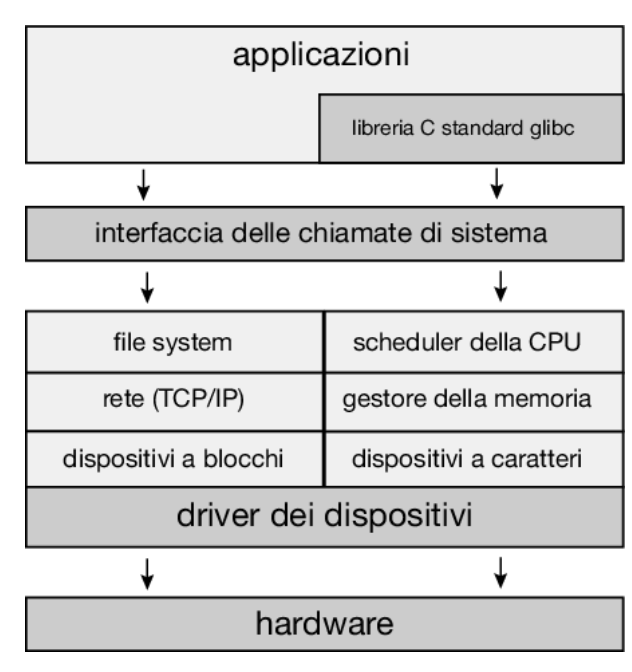 applicazioni
libreria C standard glibc
interfaccia delle chiamate di sistema
file system
scheduler della CPU
rete (TCP/IP)
gestore della memoria
dispositivi a blocchi
dispositivi a caratteri
driver dei dispositivi
hardware